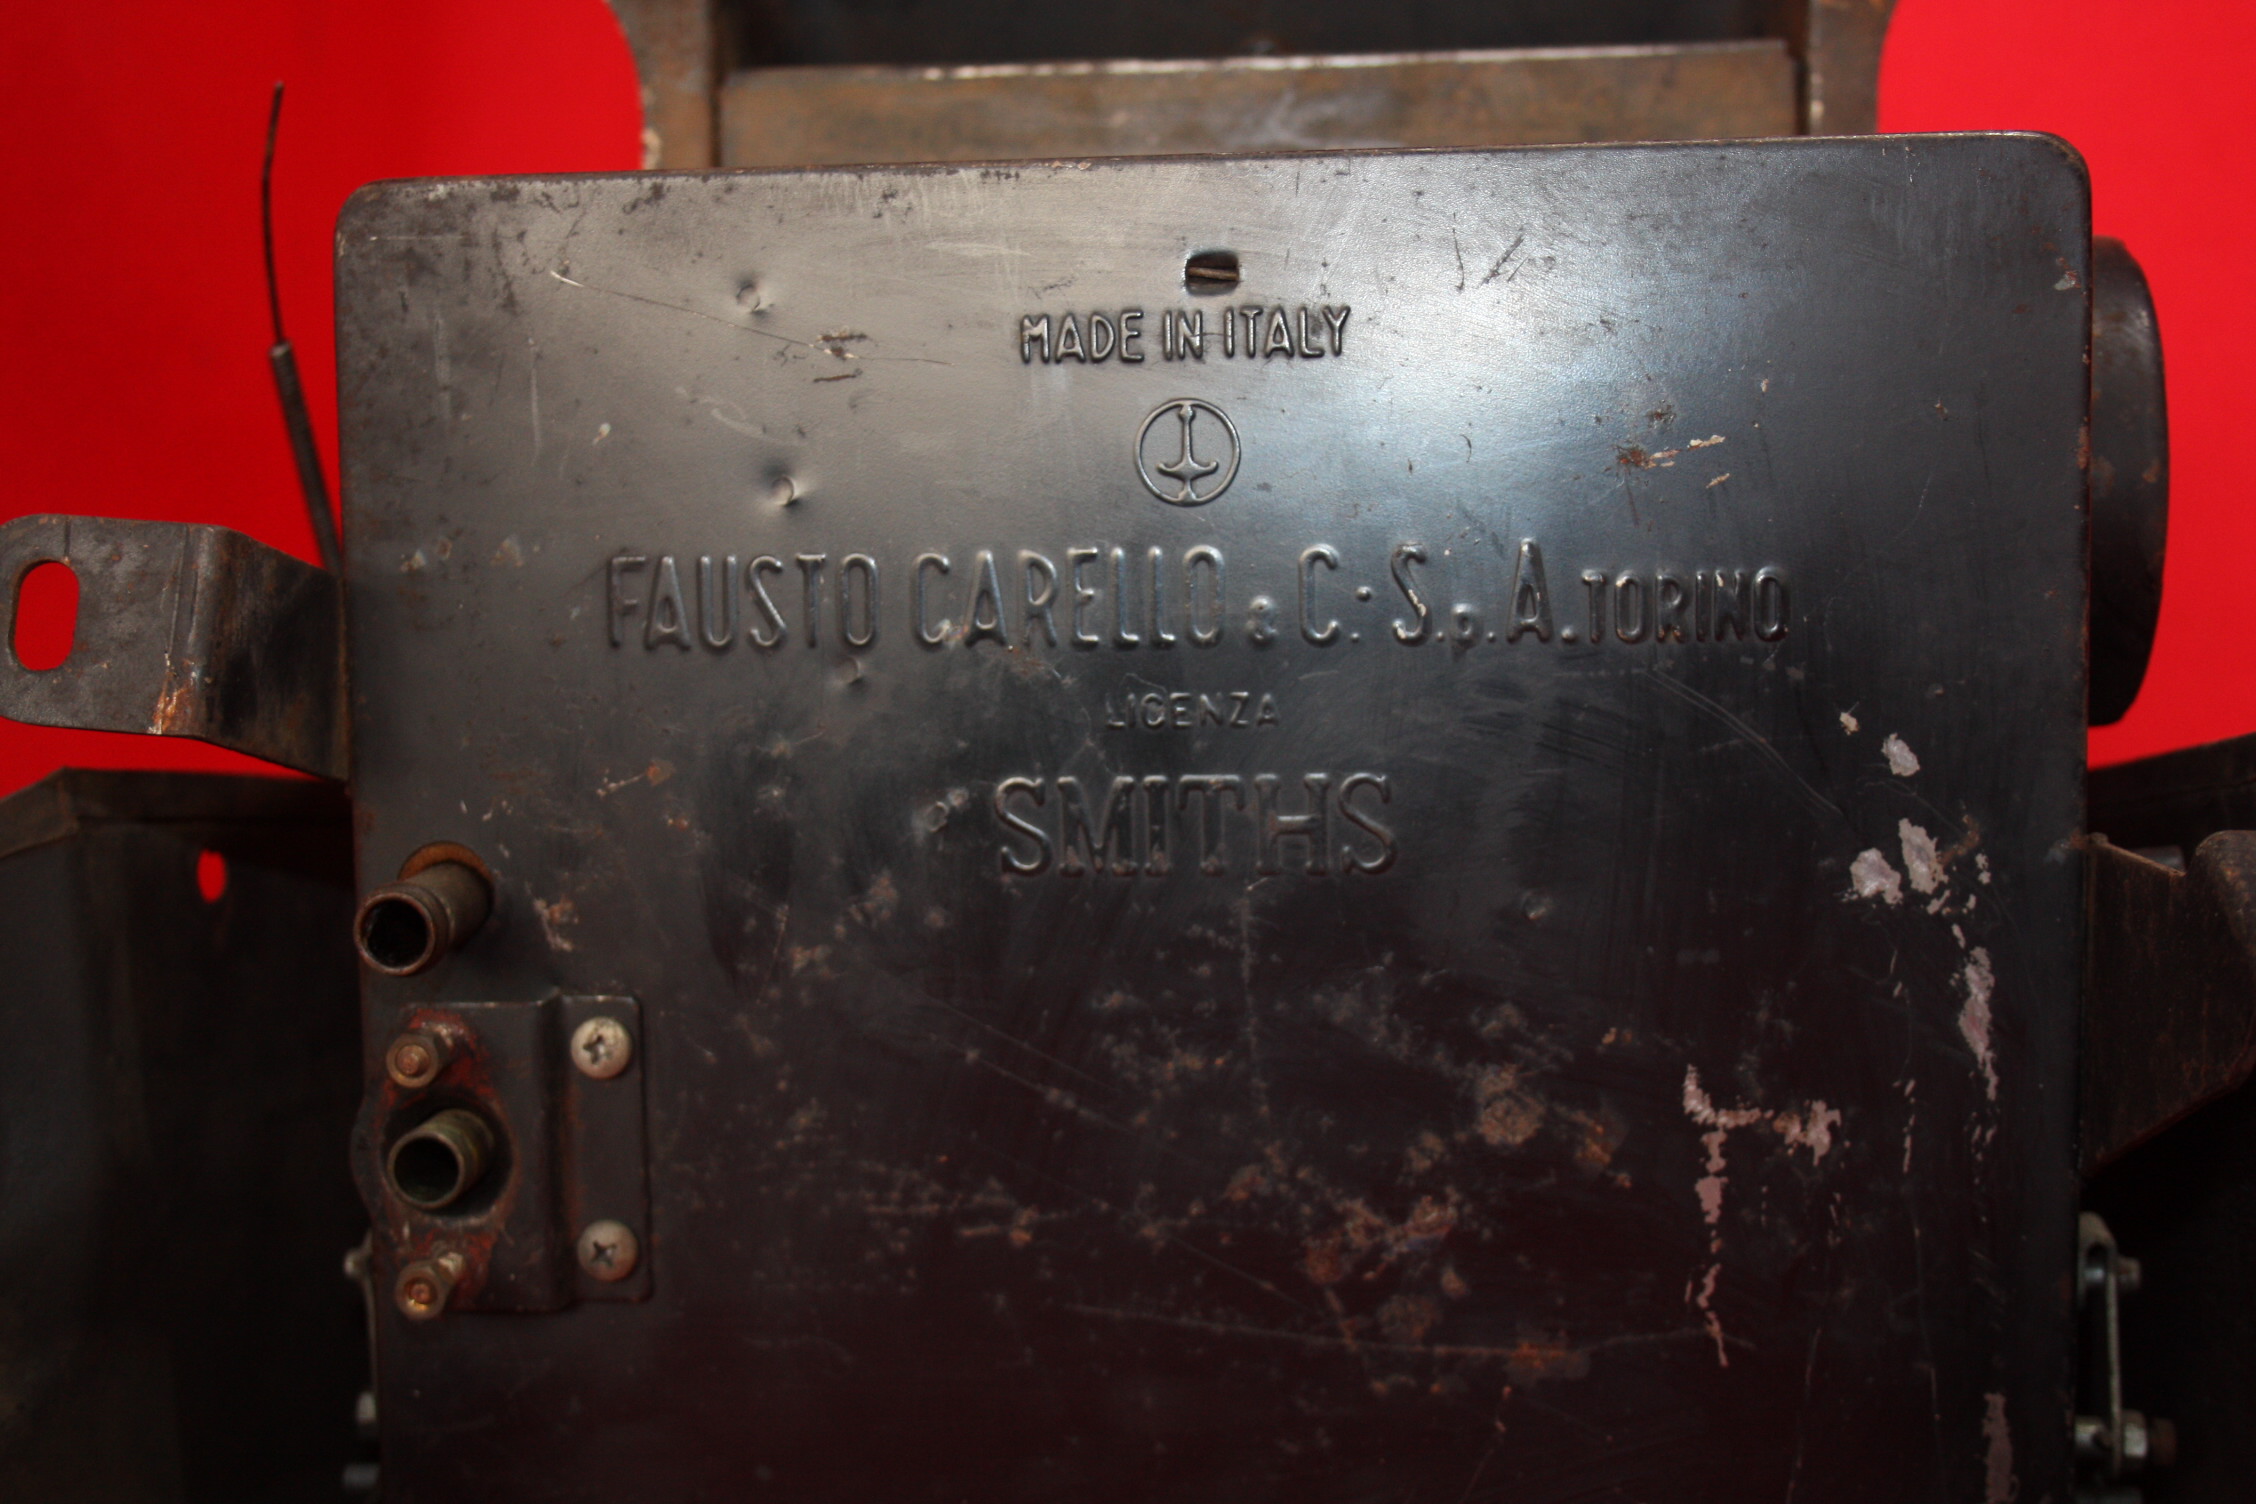 MADE IN ITALY
FAUSTO CARELLO & C. S.p.A. TORINO
LICENZA
SMITHS